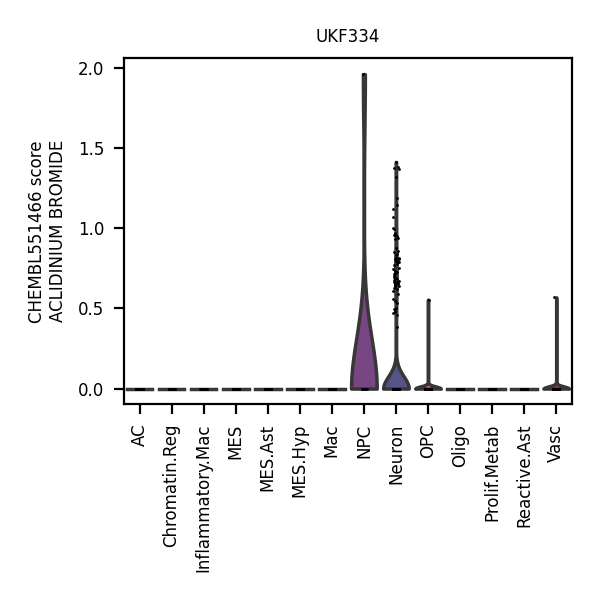 UKF334
CHEMBL551466 score
ACLIDINIUM BROMIDE
2.0
1.5
1.0
0.5
0.0
AC
Chromatin.Reg
Inflammatory.Mac
MES
MES.Ast
MES.Hyp
Mac
NPC
Neuron
OPC
Oligo
Prolif.Metab
Reactive.Ast
Vasc